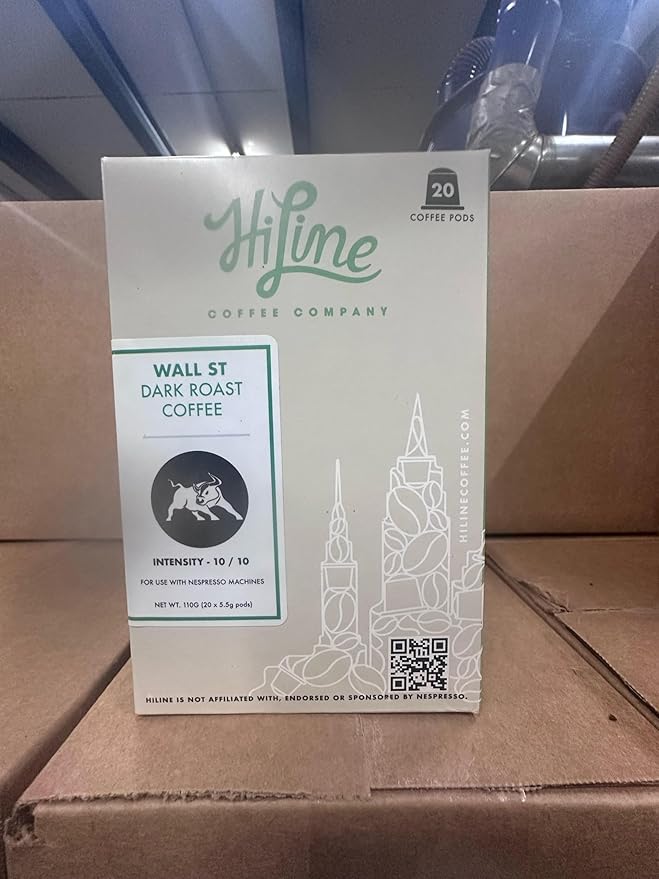 20
COFFEE PODS
HiLine
COFFEE COMPANY
WALL ST
DARK ROAST
COFFEE
INTENSITY - 10 / 10
FOR USE WITH NESPRESSO MACHINES
NET WT. 110G (20 x 5.5g pods)
HILINECOFFEE.COM
HILINE IS NOT AFFILIATED WITH, ENDORSED OR SPONSORED BY NESPRESSO.